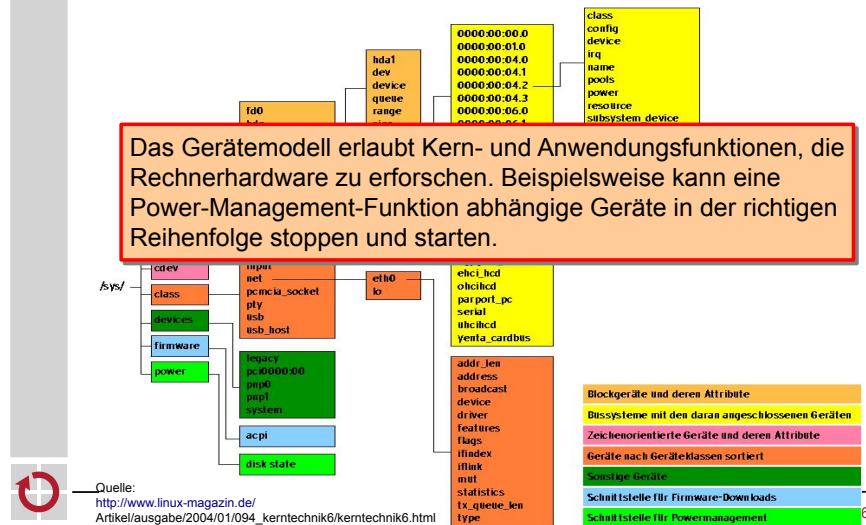 class
config
device
irq
name
pools
power
resource
subsystem_device
0000:00:00.0
0000:00:01.0
0000:00:04.0
0000:00:04.1
0000:00:04.2
0000:00:04.3
0000:00:06.0
hda1
dev
device
queue
range
fd0
Das Gerätemodell erlaubt Kern- und Anwendungsfunktionen, die
Rechnerhardware zu erforschen. Beispielsweise kann eine
Power-Management-Funktion abhängige Geräte in der richtigen
Reihenfolge stoppen und starten.
/sys/
cdev
class
devices
firmware
power
input
net
pcmcia_socket
pty
usb
usb_host
legacy
pci0000:00
pnp0
pnp1
system
acpi
disk state
eth0
lo
ehci_hcd
ohcihcd
parport_pc
serial
uhcihcd
yenta_cardbus
addr_len
address
broadcast
device
driver
features
flags
ifindex
iflink
mut
statistics
tx_queue_len
type
Blockgeräte und deren Attribute
Bussysteme mit den daran angeschlossenen Geräten
Zeichenorientierte Geräte und deren Attribute
Geräte nach Geräteklassen sortiert
Sonstige Geräte
Schnittstelle für Firmware-Downloads
Schnittstelle für Powermanagement
Quelle:
http://www.linux-magazin.de/
Artikel/ausgabe/2004/01/094_kerntechnik6/kerntechnik6.html